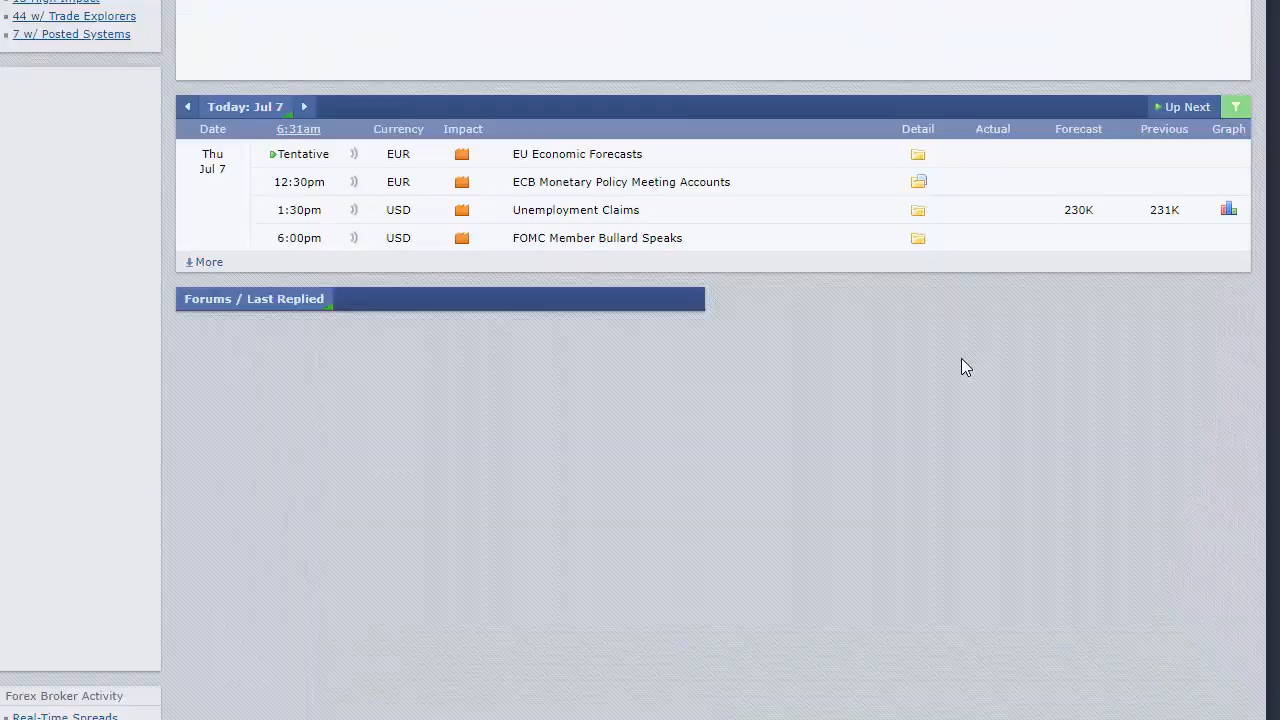 13 High Impact
44 w/ Trade Explorers
7 w/ Posted Systems
Today: Jul 7 Up Next
Date 6:31am Currency Impact Detail Actual Forecast Previous Graph
Thu Jul 7 Tentative EUR EU Economic Forecasts
12:30pm EUR ECB Monetary Policy Meeting Accounts
1:30pm USD Unemployment Claims 230K 231K
6:00pm USD FOMC Member Bullard Speaks
More
Forums / Last Replied
Forex Broker Activity
Real-Time Spreads